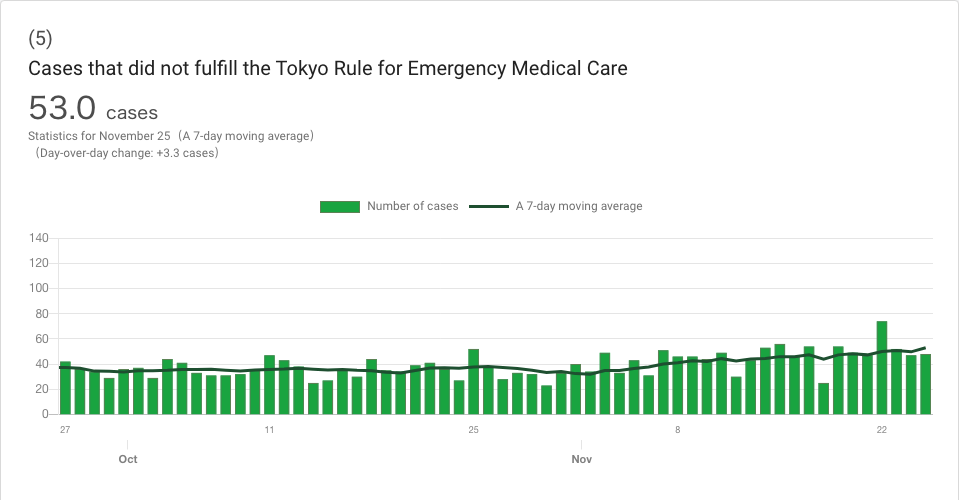 (5)
Cases that did not fulfill the Tokyo Rule for Emergency Medical Care
53.0 cases
Statistics for November 25（A 7-day moving average）
（Day-over-day change: +3.3 cases）
Number of cases A 7-day moving average
140
120
100
80
60
40
20
0
27 11 25 8 22
Oct Nov